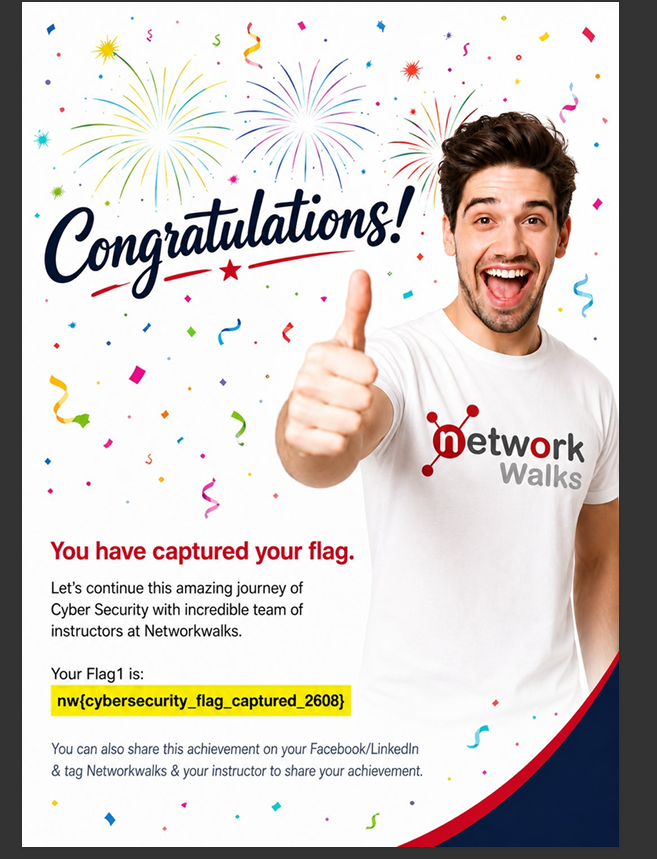 Congratulations!
network
Walks
You have captured your flag.
Let's continue this amazing journey of
Cyber Security with incredible team of
instructors at Networkwalks.
Your Flag1 is:
nw{cybersecurity_flag_captured_2608}
You can also share this achievement on your Facebook/LinkedIn
& tag Networkwalks & your instructor to share your achievement.